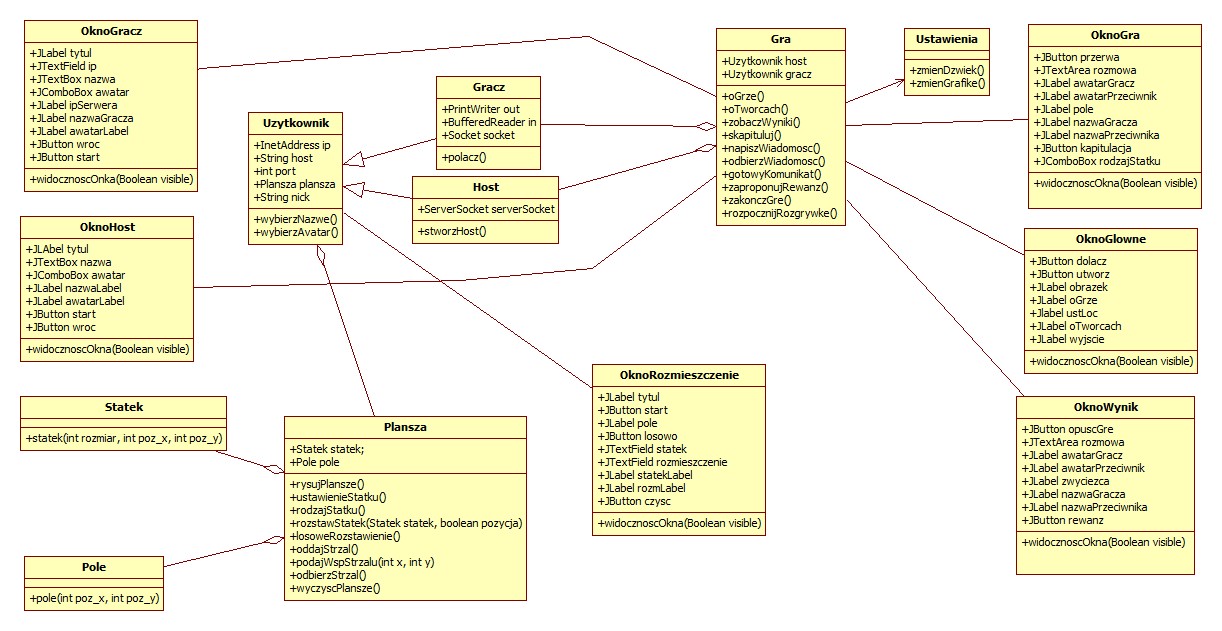 OknoGracz
+JLabel tytul
+JTextField ip
+JTextBox nazwa
+JComboBox awatar
+JLabel ipSerwera
+JLabel nazwaGracza
+JLabel awatarLabel
+JButton wroc
+JButton start
+widocznoscOnka(Boolean visible)
OknoHost
+JLAbel tytul
+JTextBox nazwa
+JComboBox awatar
+JLabel nazwaLabel
+JLabel awatarLabel
+JButton start
+JButton wroc
+widocznoscOkna(Boolean visible)
Statek
+statek(int rozmiar, int poz_x, int poz_y)
Pole
+pole(int poz_x, int poz_y)
Uzytkownik
+InetAddress ip
+String host
+int port
+Plansza plansza
+String nick
+wybierzNazwe()
+wybierzAvatar()
Gracz
+PrintWriter out
+BufferedReader in
+Socket socket
+polacz()
Host
+ServerSocket serverSocket
+stworzHost()
Plansza
+Statek statek;
+Pole pole
+rysujPlansze()
+ustawienieStatku()
+rodzajStatku()
+rozstawStatek(Statek statek, boolean pozycja)
+losoweRozstawienie()
+oddajStrzal()
+podajWspStrzalu(int x, int y)
+odbierzStrzal()
+wyczyscPlansze()
OknoRozmieszczenie
+JLabel tytul
+JButton start
+JLabel pole
+JButton losowo
+JTextField statek
+JTextField rozmieszczenie
+JLabel statekLabel
+JLabel rozmLabel
+JButton czysc
+widocznoscOkna(Boolean visible)
Gra
+Uzytkownik host
+Uzytkownik gracz
+oGrze()
+oTworcach()
+zobaczWyniki()
+skapituluj()
+napiszWiadomosc()
+odbierzWiadomosc()
+gotowyKomunikat()
+zaproponujRewanz()
+zakonczGre()
+rozpocznijRozgrywke()
Ustawienia
+zmienDzwiek()
+zmienGrafike()
OknoGra
+JButton przerwa
+JTextArea rozmowa
+JLabel awatarGracz
+JLabel awatarPrzeciwnik
+JLabel pole
+JLabel nazwaGracza
+JLabel nazwaPrzeciwnika
+JButton kapitulacja
+JComboBox rodzajStatku
+widocznoscOkna(Boolean visible)
OknoGlowne
+JButton dolacz
+JButton utworz
+JLabel obrazek
+JLabel oGrze
+Jlabel ustLoc
+JLabel oTworcach
+JLabel wyjscie
+widocznoscOkna(Boolean visible)
OknoWynik
+JButton opuscGre
+JTextArea rozmowa
+JLabel awatarGracz
+JLabel awatarPrzeciwnik
+JLabel zwyciezca
+JLabel nazwaGracza
+JLabel nazwaPrzeciwnika
+JButton rewanz
+widocznoscOkna(Boolean visible)